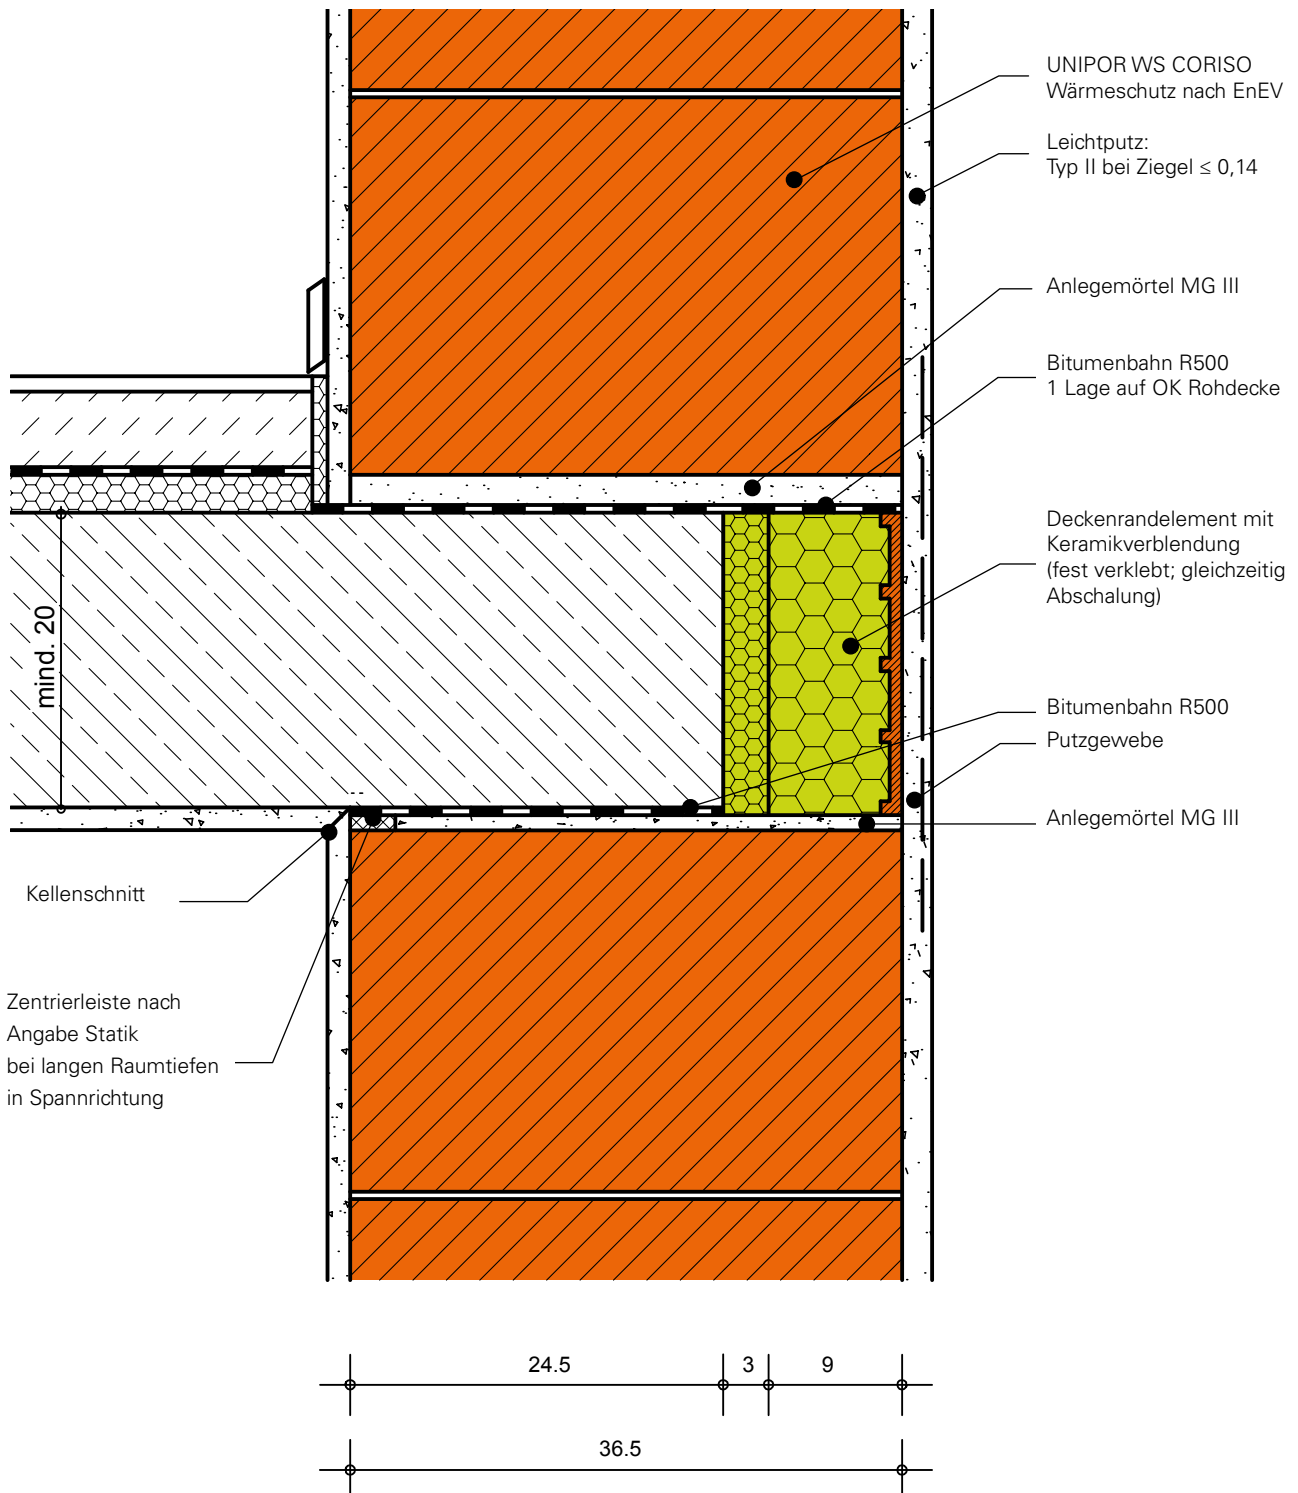 UNIPOR WS CORISO
Wärmeschutz nach EnEV
Leichtputz:
Typ II bei Ziegel ≤ 0,14
Anlegemörtel MG III
Bitumenbahn R500
1 Lage auf OK Rohdecke
Deckenrandelement mit
Keramikverblendung
(fest verklebt; gleichzeitig
Abschalung)
mind. 20
Bitumenbahn R500
Putzgewebe
Anlegemörtel MG III
Kellenschnitt
Zentrierleiste nach
Angabe Statik
bei langen Raumtiefen
in Spannrichtung
24.5
3
9
36.5